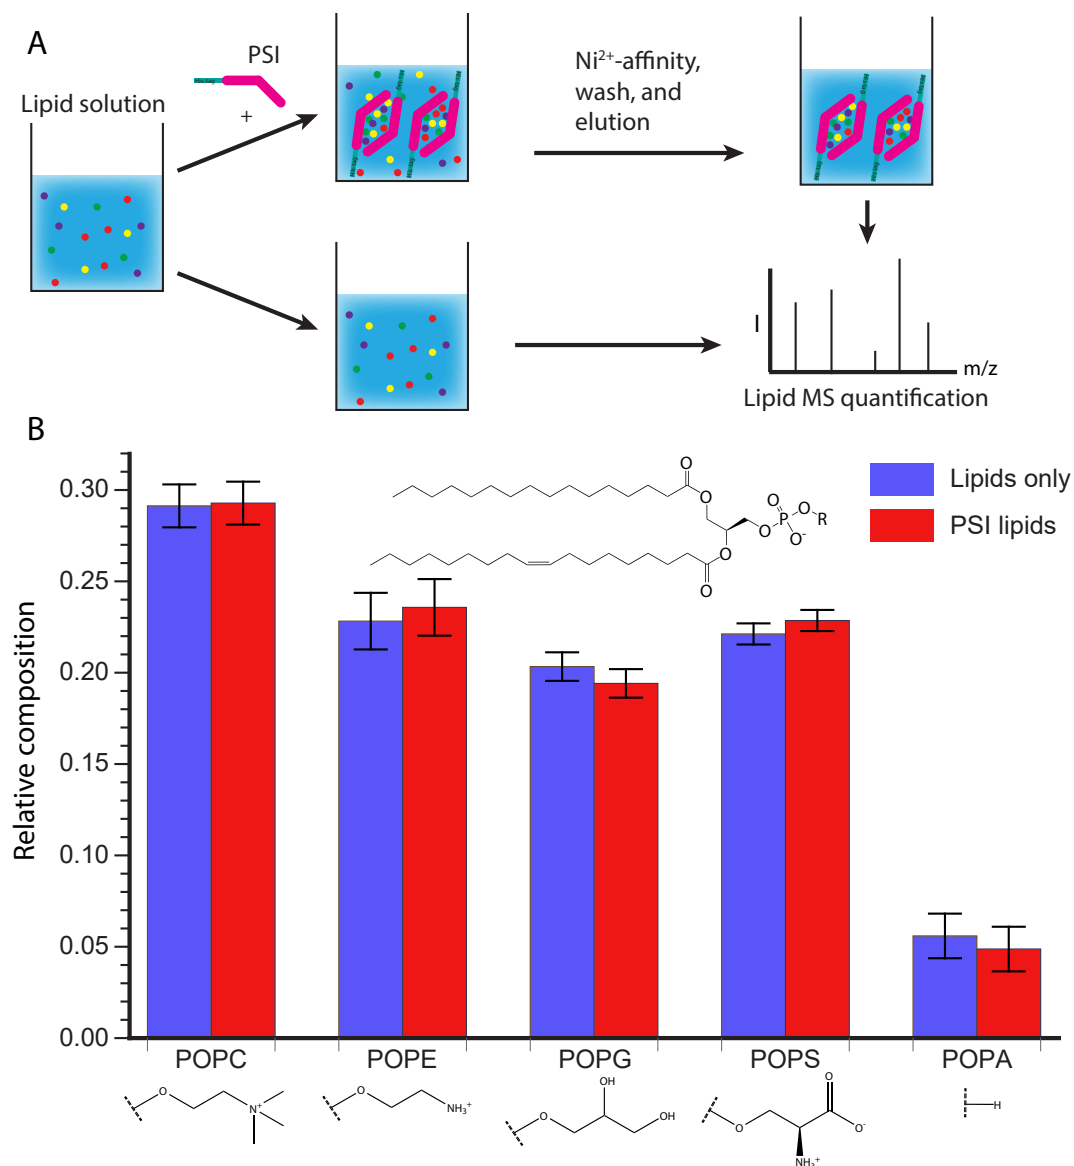 A
PSI
His-tag
Lipid solution
+
Ni²⁺-affinity,
wash, and
elution
I
m/z
Lipid MS quantification
B
Lipids only
PSI lipids
O
O
O
O
O
P
O
O⁻
R
O
Relative composition
0.30
0.25
0.20
0.15
0.10
0.05
0.00
POPC
POPE
POPG
POPS
POPA
O
N⁺
O
NH₃⁺
O
OH
OH
O
O
O⁻
NH₃⁺
H